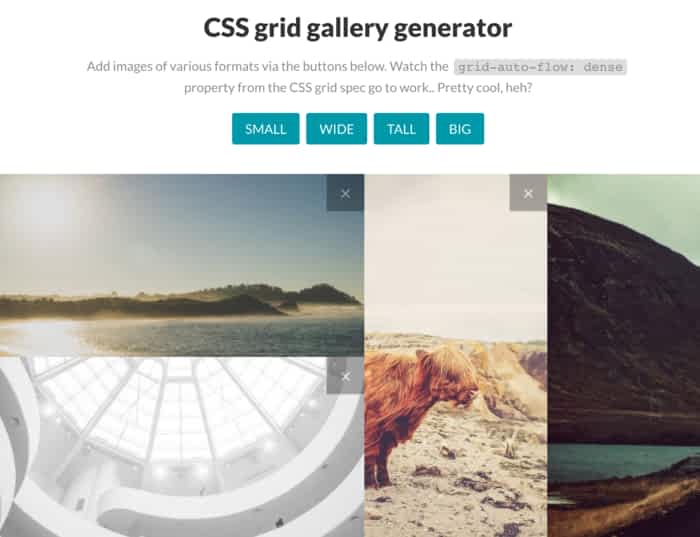 CSS grid gallery generator
Add images of various formats via the buttons below. Watch the grid-auto-flow: dense
property from the CSS grid spec go to work.. Pretty cool, heh?
SMALL WIDE TALL BIG